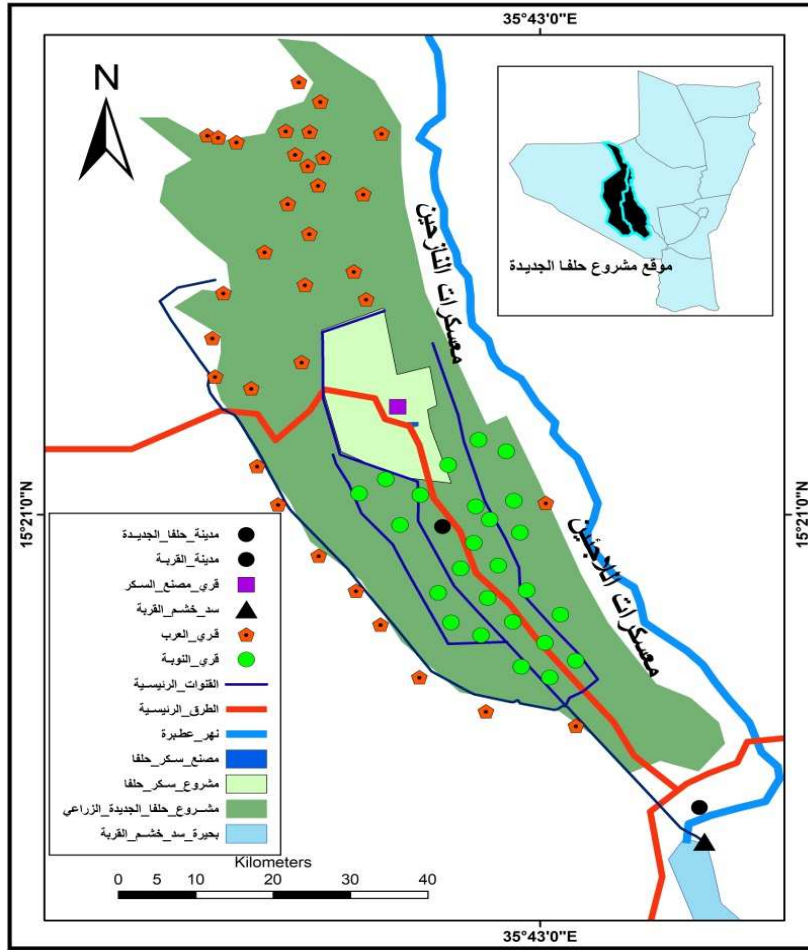 35°43'0"E
N
موقع مشروع حلفا الجديدة
معسكرات النازحين
معسكرات اللاجئين
15°21'0"N
15°21'0"N
مدينة_حلفا_الجديدة
مدينة_القربة
قري_مصنع_السكر
سد_خشم_القربة
قري_العرب
قري_النوبة
القنوات_الرئيسية
الطرق_الرئيسية
نهر_عطبرة
مصنع_سكر_حلفا
مشروع_سكر_حلفا
مشروع_حلفا_الجديدة_الزراعي
بحيرة_سد_خشم_القربة
Kilometers
0 5 10 20 30 40
35°43'0"E